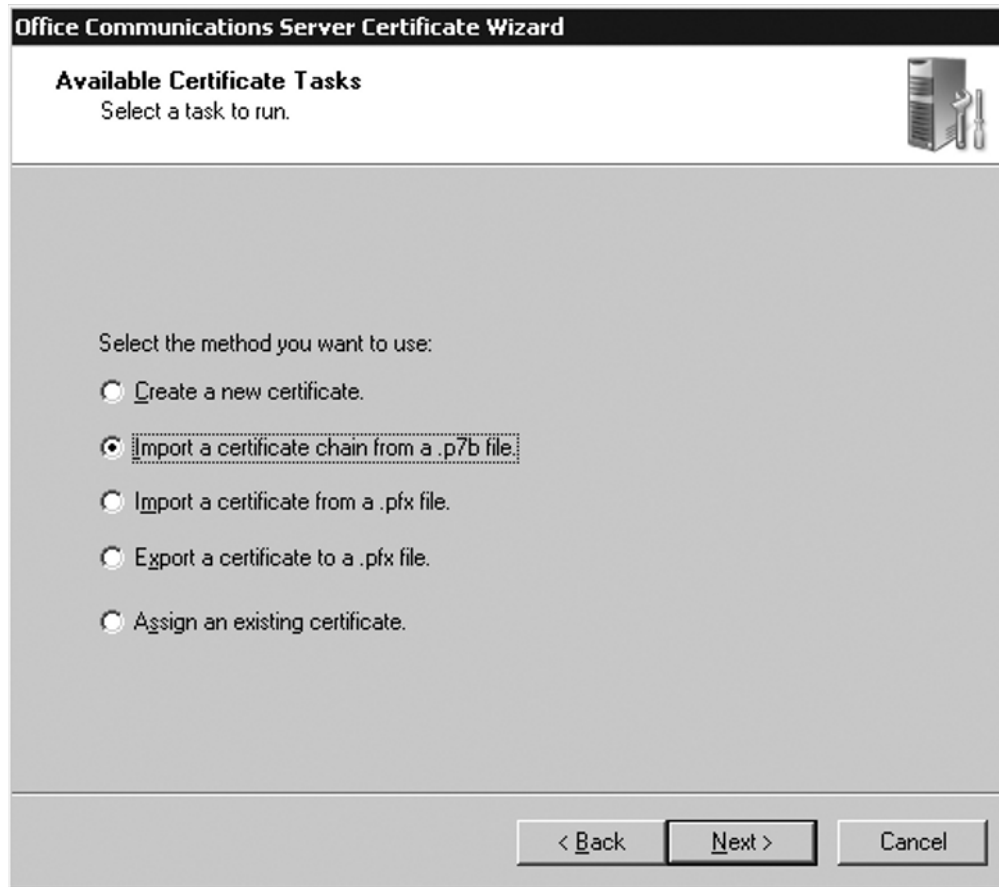 Office Communications Server Certificate Wizard
Available Certificate Tasks
Select a task to run.
Select the method you want to use:
Create a new certificate.
Import a certificate chain from a .p7b file.
Import a certificate from a .pfx file.
Export a certificate to a .pfx file.
Assign an existing certificate.
< Back
Next >
Cancel